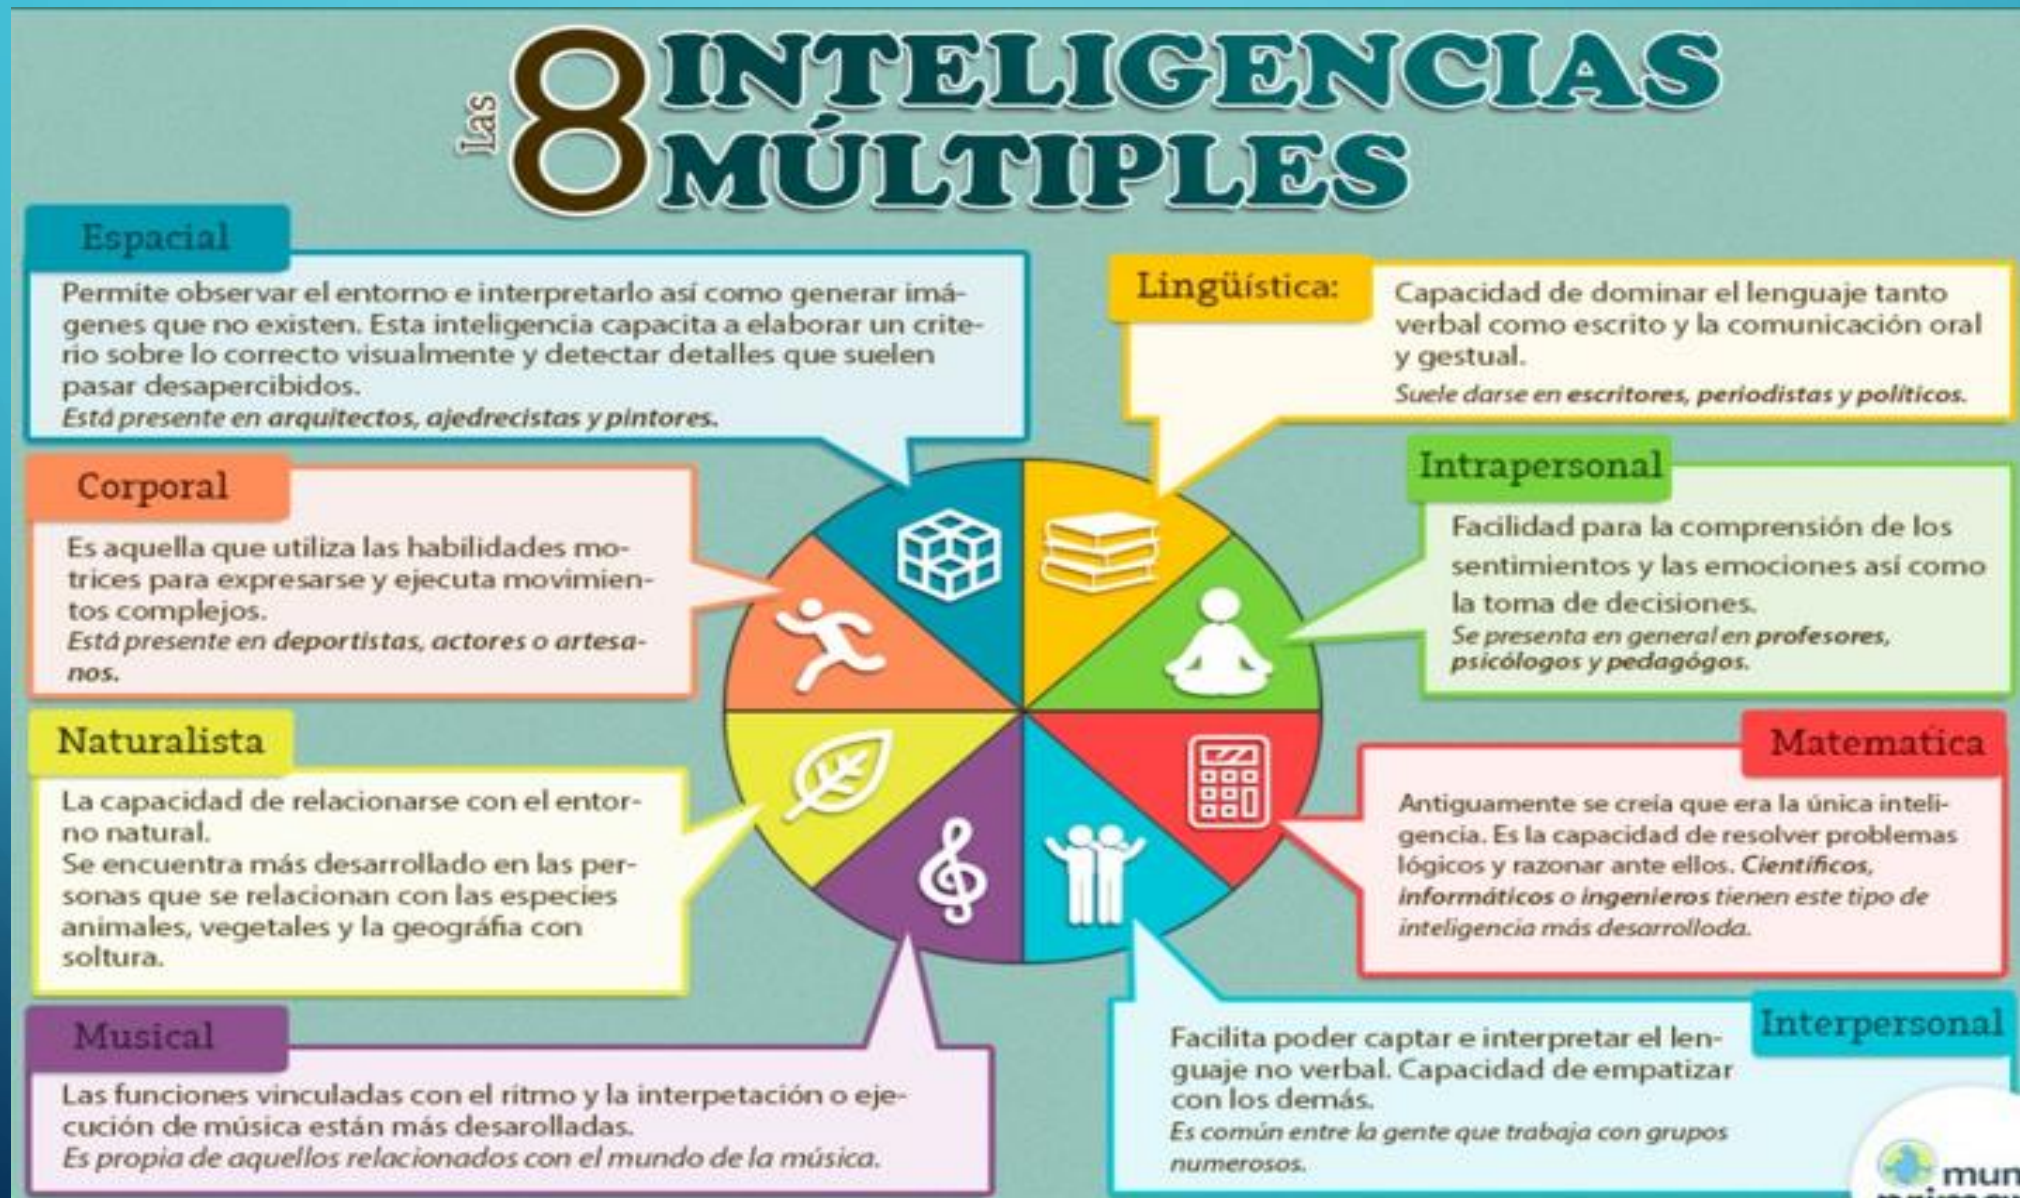 Las 8 INTELIGENCIAS
MÚLTIPLES
Espacial
Permite observar el entorno e interpretarlo así como generar imá-
genes que no existen. Esta inteligencia capacita a elaborar un crite-
rio sobre lo correcto visualmente y detectar detalles que suelen
pasar desapercibidos.
Está presente en arquitectos, ajedrecistas y pintores.
Lingüística:
Capacidad de dominar el lenguaje tanto
verbal como escrito y la comunicación oral
y gestual.
Suele darse en escritores, periodistas y políticos.
Corporal
Es aquella que utiliza las habilidades mo-
trices para expresarse y ejecuta movimien-
tos complejos.
Está presente en deportistas, actores o artesa-
nos.
Intrapersonal
Facilidad para la comprensión de los
sentimientos y las emociones así como
la toma de decisiones.
Se presenta en general en profesores,
psicólogos y pedagógos.
Naturalista
La capacidad de relacionarse con el entor-
no natural.
Se encuentra más desarrollado en las per-
sonas que se relacionan con las especies
animales, vegetales y la geográfia con
soltura.
Matematica
Antiguamente se creía que era la única inteli-
gencia. Es la capacidad de resolver problemas
lógicos y razonar ante ellos. Científicos,
informáticos o ingenieros tienen este tipo de
inteligencia más desarrolloda.
Musical
Las funciones vinculadas con el ritmo y la interpetación o eje-
cución de música están más desarolladas.
Es propia de aquellos relacionados con el mundo de la música.
Interpersonal
Facilita poder captar e interpretar el len-
guaje no verbal. Capacidad de empatizar
con los demás.
Es común entre la gente que trabaja con grupos
numerosos.